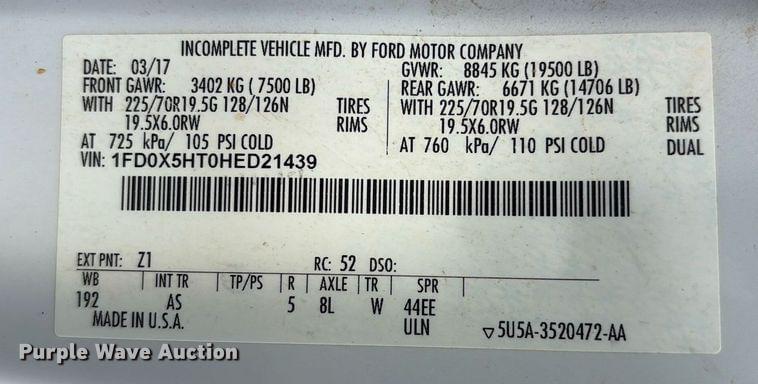 INCOMPLETE VEHICLE MFD. BY FORD MOTOR COMPANY
DATE: 03/17 GVWR: 8845 KG (19500 LB)
FRONT GAWR: 3402 KG ( 7500 LB) REAR GAWR: 6671 KG (14706 LB)
WITH 225/70R19.5G 128/126N TIRES WITH 225/70R19.5G 128/126N TIRES
19.5X6.0RW RIMS 19.5X6.0RW RIMS
AT 725 kPa/ 105 PSI COLD AT 760 kPa/ 110 PSI COLD DUAL
VIN: 1FD0X5HT0HED21439
EXT PNT: Z1 RC: 52 DSO:
WB INT TR TP/PS R AXLE TR SPR
192 AS 5 8L W 44EE
MADE IN U.S.A. ULN ▽5U5A-3520472-AA
Purple Wave Auction